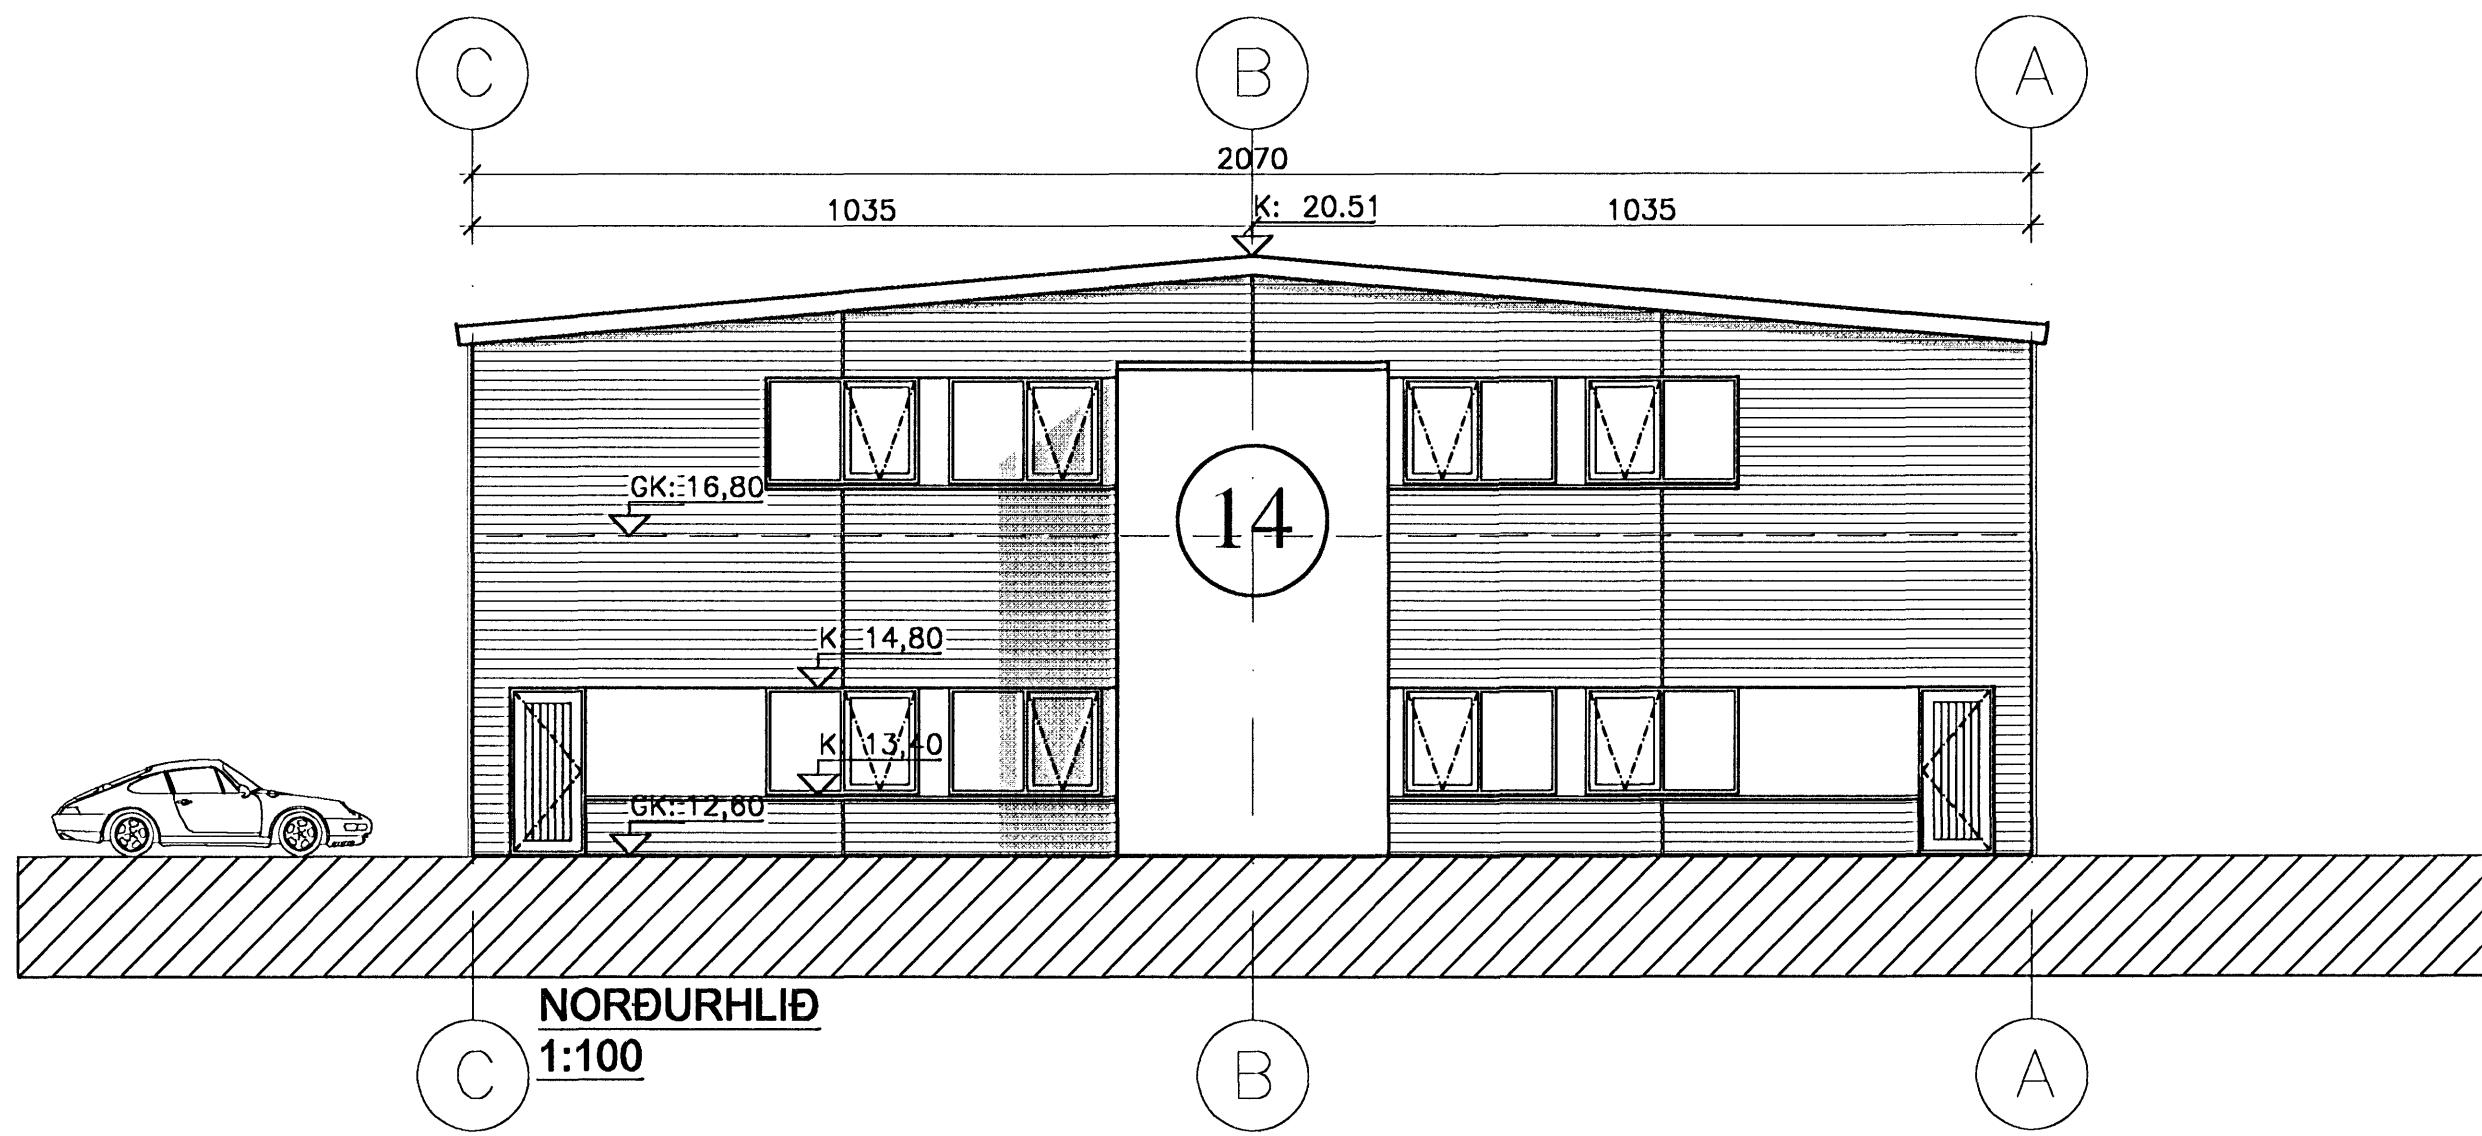 C B A
2070
1035 K: 20.51 1035
GK: 16,80
14
K: 14,80
K: 13,40
GK: 12,60
NORÐURHLIÐ
1:100
C B A